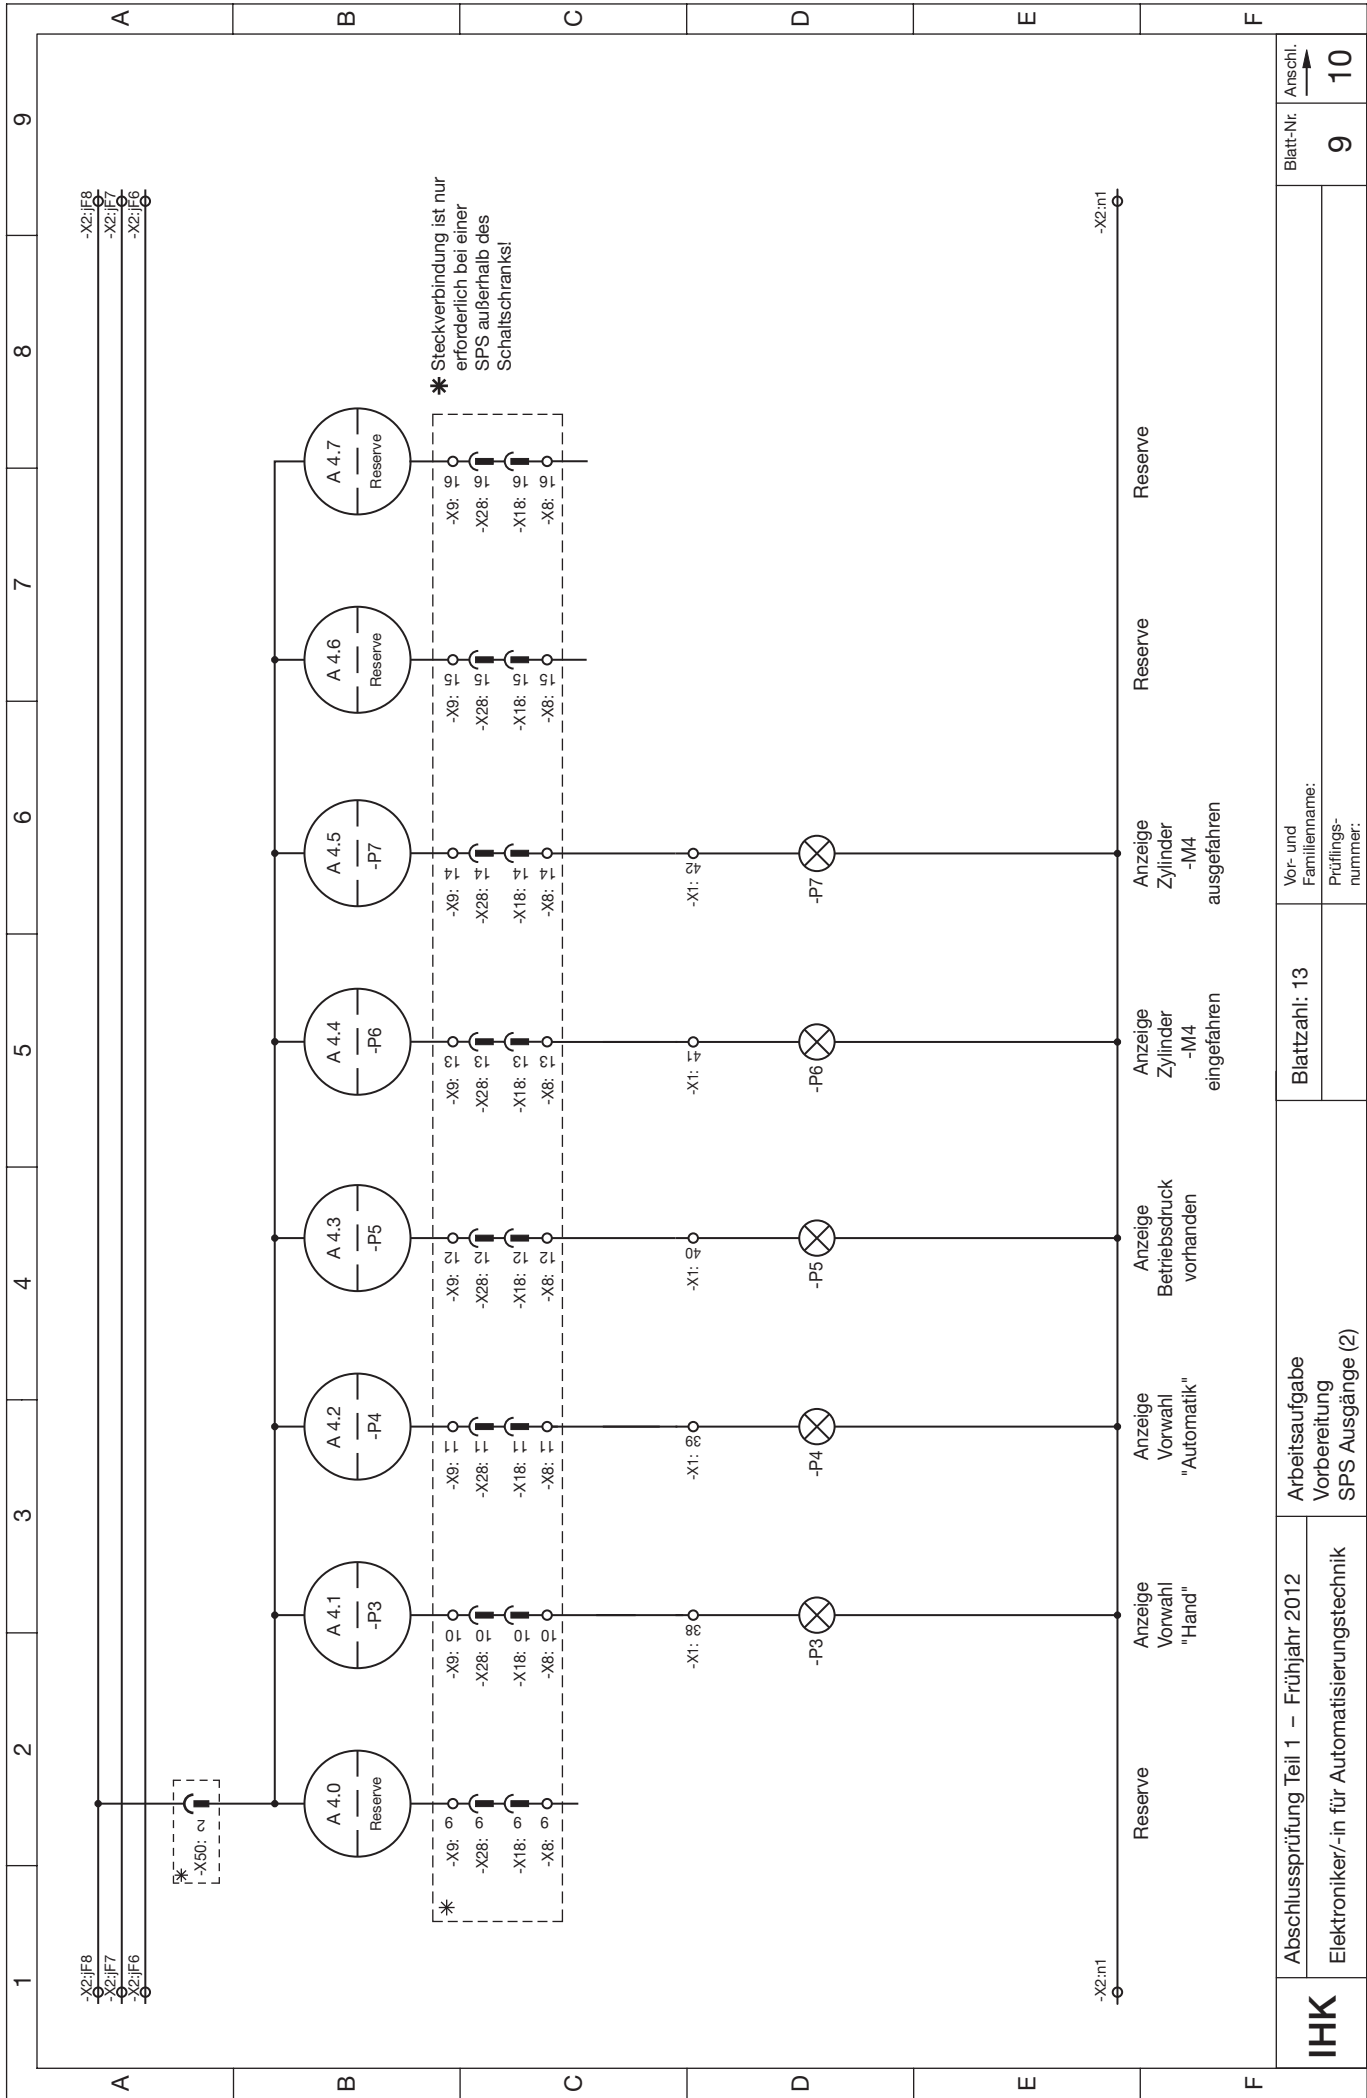 1 2 3 4 5 6 7 8 9
A A
B B
C C
D D
E E
F F
-X2:jF8 -X2:jF8
-X2:jF7 -X2:jF7
-X2:jF6 -X2:jF6
*
-X50: 2
A 4.0
Reserve
A 4.1
-P3
A 4.2
-P4
A 4.3
-P5
A 4.4
-P6
A 4.5
-P7
A 4.6
Reserve
A 4.7
Reserve
* Steckverbindung ist nur
erforderlich bei einer
SPS außerhalb des
Schaltschranks!
*
-X9: 9
-X28: 9
-X18: 9
-X8: 9
-X9: 10
-X28: 10
-X18: 10
-X8: 10
-X9: 11
-X28: 11
-X18: 11
-X8: 11
-X9: 12
-X28: 12
-X18: 12
-X8: 12
-X9: 13
-X28: 13
-X18: 13
-X8: 13
-X9: 14
-X28: 14
-X18: 14
-X8: 14
-X9: 15
-X28: 15
-X18: 15
-X8: 15
-X9: 16
-X28: 16
-X18: 16
-X8: 16
-X1: 38
-X1: 39
-X1: 40
-X1: 41
-X1: 42
-P3
-P4
-P5
-P6
-P7
-X2:n1 -X2:n1
Reserve
Anzeige
Vorwahl
"Hand"
Anzeige
Vorwahl
"Automatik"
Anzeige
Betriebsdruck
vorhanden
Anzeige
Zylinder
-M4
eingefahren
Anzeige
Zylinder
-M4
ausgefahren
Reserve
Reserve
IHK
Abschlussprüfung Teil 1 – Frühjahr 2012
Elektroniker/-in für Automatisierungstechnik
Arbeitsaufgabe
Vorbereitung
SPS Ausgänge (2)
Blattzahl: 13
Vor- und
Familienname:
Prüflings-
nummer:
Blatt-Nr.
9
Anschl.
10